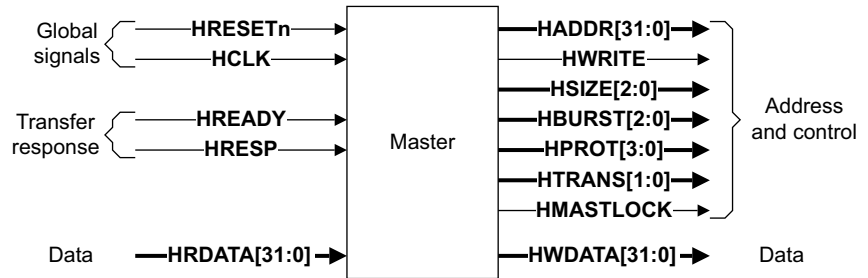 Global
signals
HRESETn
HCLK
Transfer
response
HREADY
HRESP
Data
HRDATA[31:0]
Master
HADDR[31:0]
HWRITE
HSIZE[2:0]
HBURST[2:0]
HPROT[3:0]
HTRANS[1:0]
HMASTLOCK
Address
and control
HWDATA[31:0]
Data